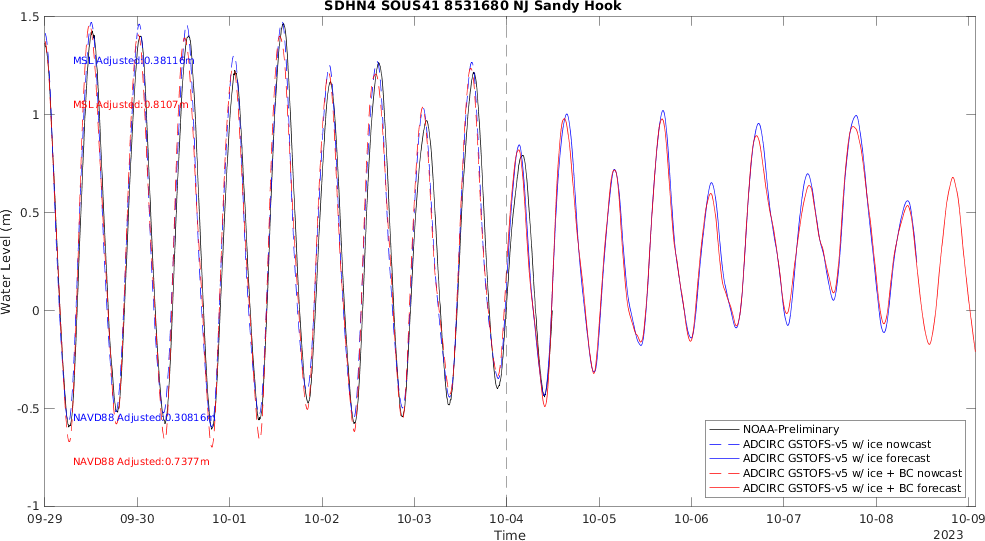 SDHN4 SOUS41 8531680 NJ Sandy Hook
1.5
1
0.5
0
-0.5
-1
Water Level (m)
MSL Adjusted:0.38116m
MSL Adjusted:0.8107m
NAVD88 Adjusted:0.30816m
NAVD88 Adjusted:0.7377m
NOAA-Preliminary
ADCIRC GSTOFS-v5 w/ ice nowcast
ADCIRC GSTOFS-v5 w/ ice forecast
ADCIRC GSTOFS-v5 w/ ice + BC nowcast
ADCIRC GSTOFS-v5 w/ ice + BC forecast
09-29 09-30 10-01 10-02 10-03 10-04 10-05 10-06 10-07 10-08 10-09
Time
2023